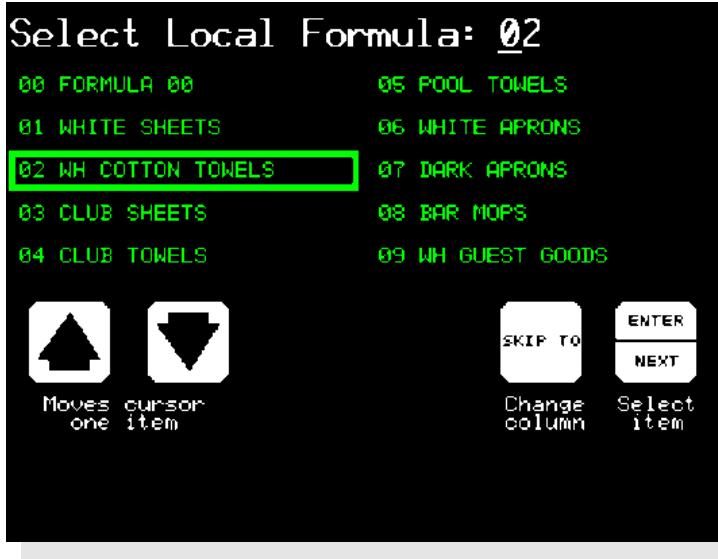 Select Local Formula: 02
00 FORMULA 00
01 WHITE SHEETS
02 WH COTTON TOWELS
03 CLUB SHEETS
04 CLUB TOWELS
05 POOL TOWELS
06 WHITE APRONS
07 DARK APRONS
08 BAR MOPS
09 WH GUEST GOODS
Moves cursor
one item
SKIP TO
Change
column
ENTER
NEXT
Select
item